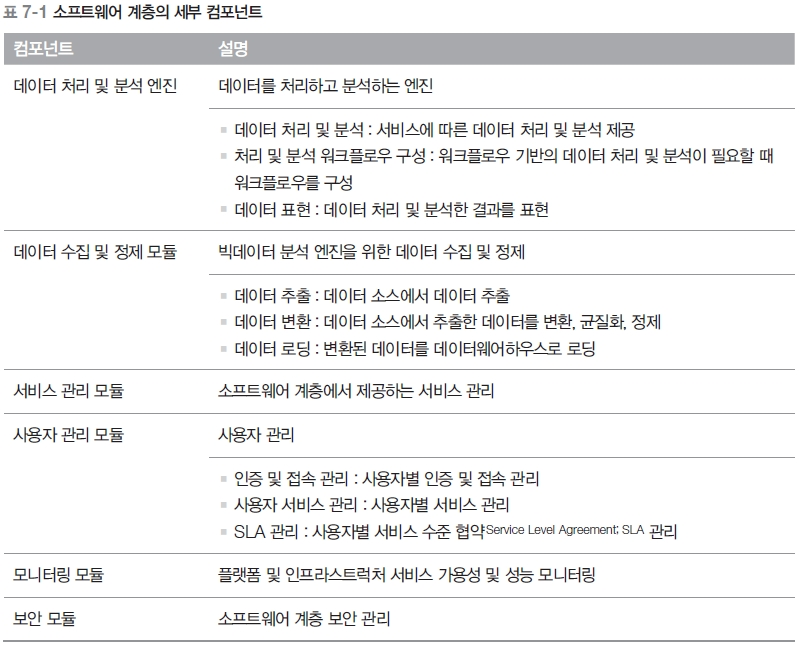 표 7-1 소프트웨어 계층의 세부 컴포넌트
컴포넌트 설명
데이터 처리 및 분석 엔진 데이터를 처리하고 분석하는 엔진
▪ 데이터 처리 및 분석 : 서비스에 따른 데이터 처리 및 분석 제공
▪ 처리 및 분석 워크플로우 구성 : 워크플로우 기반의 데이터 처리 및 분석이 필요할 때
워크플로우를 구성
▪ 데이터 표현 : 데이터 처리 및 분석한 결과를 표현
데이터 수집 및 정제 모듈 빅데이터 분석 엔진을 위한 데이터 수집 및 정제
▪ 데이터 추출 : 데이터 소스에서 데이터 추출
▪ 데이터 변환 : 데이터 소스에서 추출한 데이터를 변환, 균질화, 정제
▪ 데이터 로딩 : 변환된 데이터를 데이터웨어하우스로 로딩
서비스 관리 모듈 소프트웨어 계층에서 제공하는 서비스 관리
사용자 관리 모듈 사용자 관리
▪ 인증 및 접속 관리 : 사용자별 인증 및 접속 관리
▪ 사용자 서비스 관리 : 사용자별 서비스 관리
▪ SLA 관리 : 사용자별 서비스 수준 협약Service Level Agreement; SLA 관리
모니터링 모듈 플랫폼 및 인프라스트럭처 서비스 가용성 및 성능 모니터링
보안 모듈 소프트웨어 계층 보안 관리